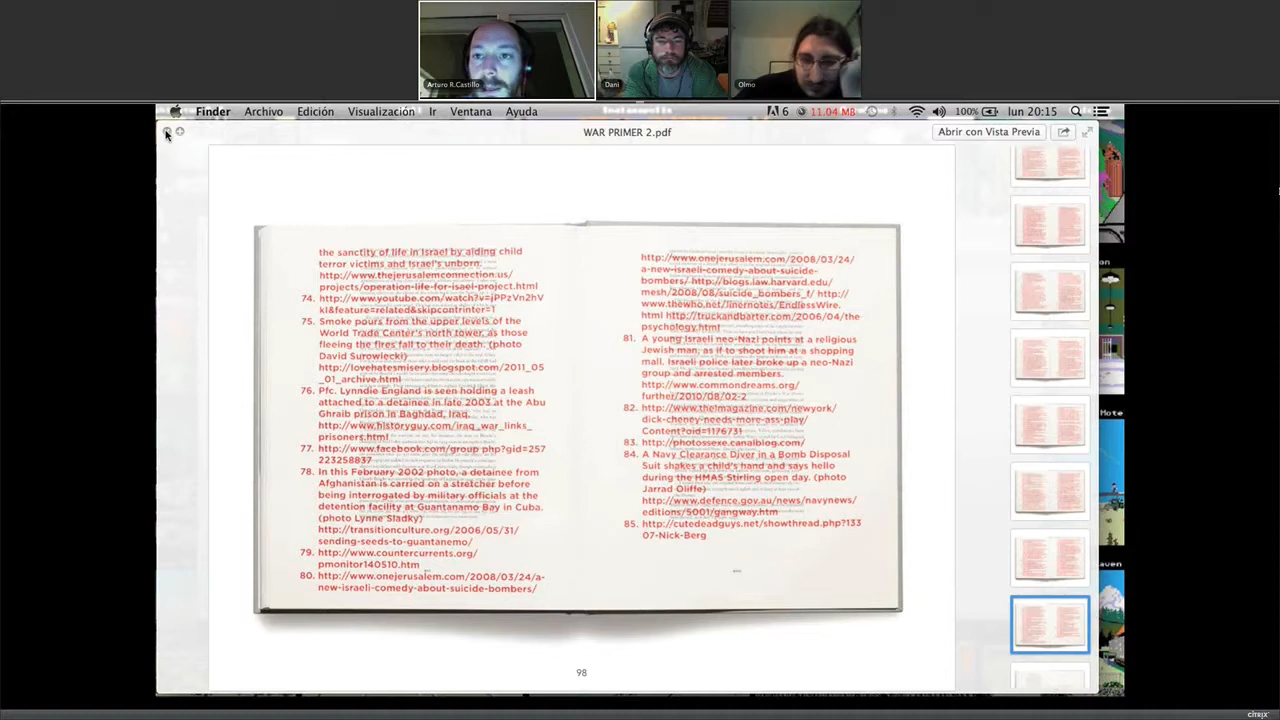 Arturo R.Castillo
Dani
Olmo
Finder Archivo Edición Visualización Ir Ventana Ayuda 6 11.04 MB 100% lun 20:15
WAR PRIMER 2.pdf
Abrir con Vista Previa
the sanctity of life in Israel by aiding child
terror victims and Israel's unborn.
http://www.thejerusalemconnection.us/
projects/operation-life-for-isael-project.html
74. http://www.youtube.com/watch?v=jPPzVn2hV
kI&feature=related&skipcontrinter=1
75. Smoke pours from the upper levels of the
World Trade Center's north tower, as those
fleeing the fires fall to their death. (photo
David Surowiecki)
http://lovehatesmisery.blogspot.com/2011_05
_01_archive.html
76. Pfc. Lynndie England is seen holding a leash
attached to a detainee in late 2003 at the Abu
Ghraib prison in Baghdad, Iraq.
http://www.historyguy.com/iraq_war_links_
prisoners.html
77. http://www.facebook.com/group php?gid=257
223258837
78. In this February 2002 photo, a detainee from
Afghanistan is carried on a stretcher before
being interrogated by military officials at the
detention facility at Guantanamo Bay in Cuba.
(photo Lynne Sladky)
http://transitionculture.org/2006/05/31/
sending-seeds-to-guantanemo/
79. http://www.countercurrents.org/
pmonitor140510.htm
80. http://www.onejerusalem.com/2008/03/24/a-
new-israeli-comedy-about-suicide-bombers/
http://www.onejerusalem.com/2008/03/24/
a-new-israeli-comedy-about-suicide-
bombers/ http://blogs.law.harvard.edu/
mesh/2008/08/suicide_bombers_f/ http://
www.thewho.net/linernotes/EndlessWire.
html http://truckandbarter.com/2006/04/the
psychology.html
81. A young Israeli neo-Nazi points at a religious
Jewish man, as if to shoot him at a shopping
mall. Israeli police later broke up a neo-Nazi
group and arrested members.
http://www.commondreams.org/
further/2010/08/02-2
82. http://www.thelmagazine.com/newyork/
dick-cheney-needs-more-ass-play/
Content?oid=1176731
83. http://photossexe.canalblog.com/
84. A Navy Clearance Diver in a Bomb Disposal
Suit shakes a child's hand and says hello
during the HMAS Stirling open day. (photo
Jarrad Oliffe)
http://www.defence.gov.au/news/navynews/
editions/5001/gangway.htm
85. http://cutedeadguys.net/showthread.php?133
07-Nick-Berg
98
Mote
aven
CITRIX